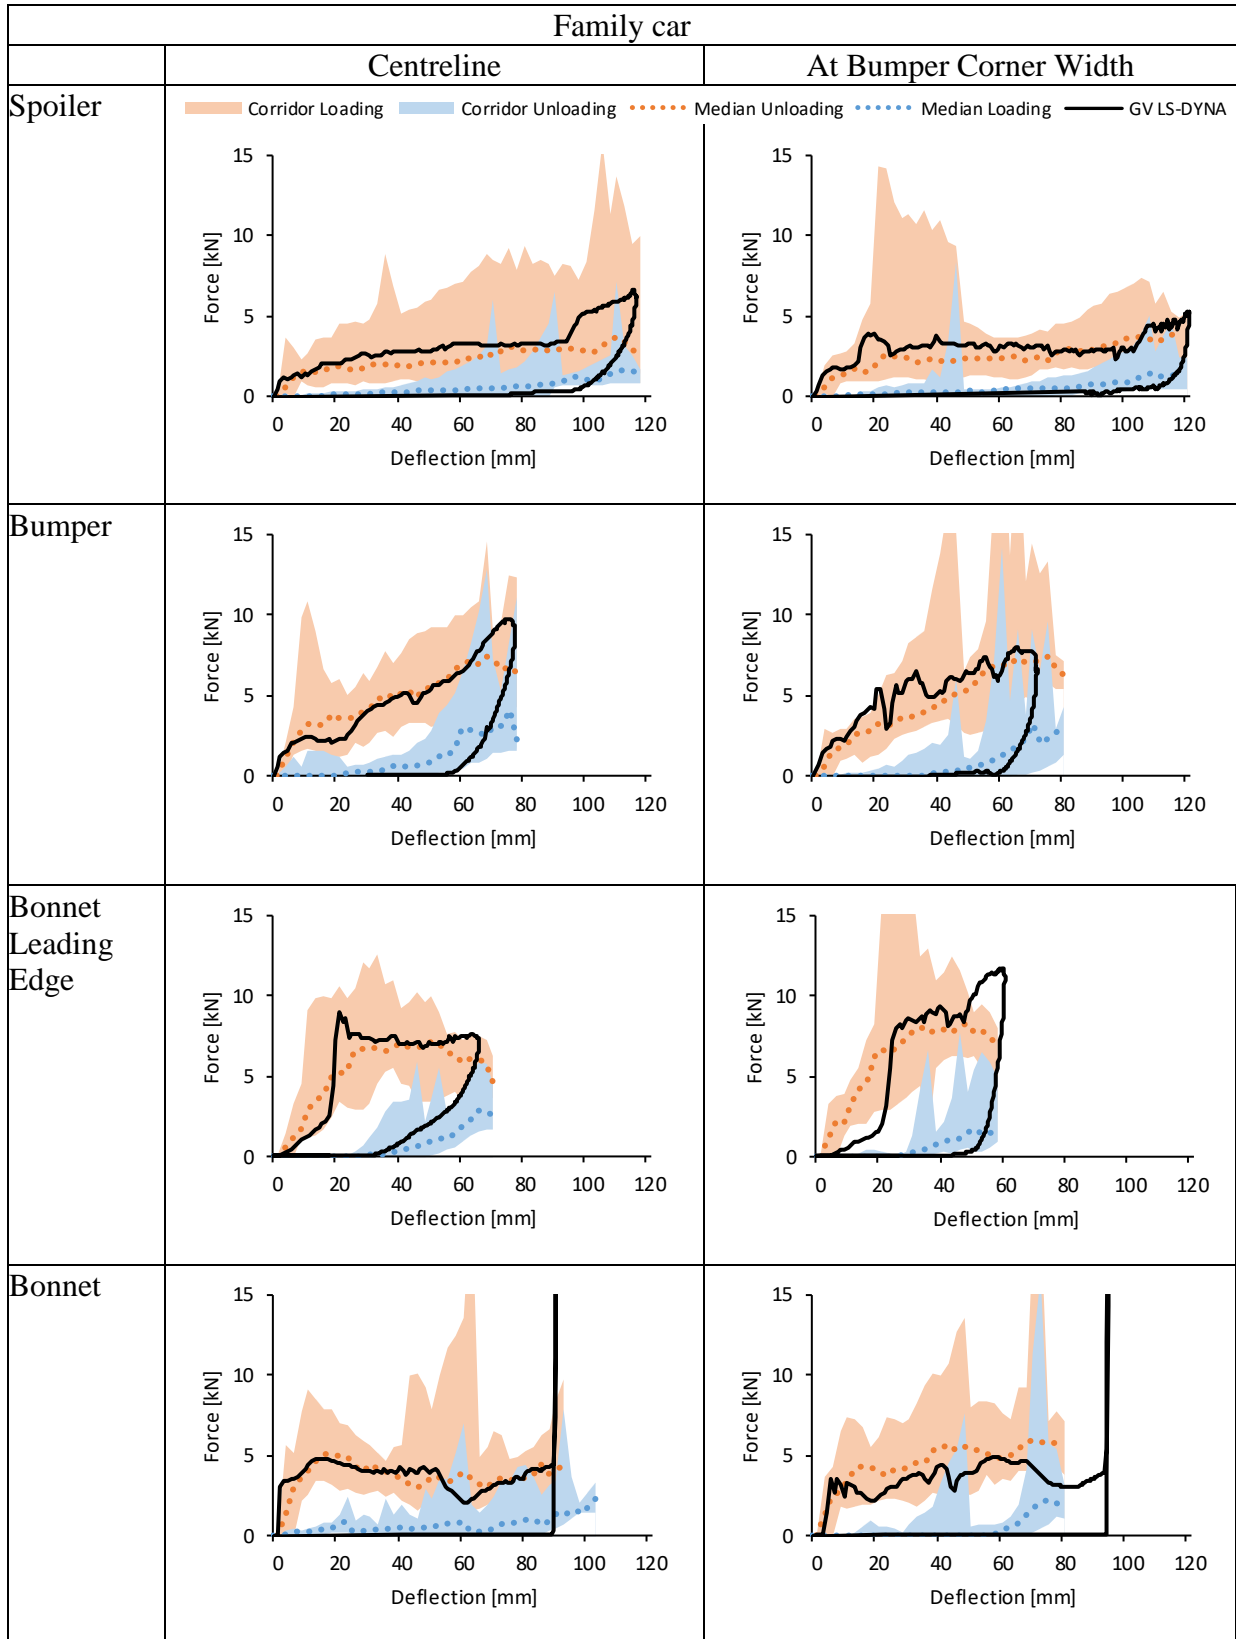 Family car
Centreline At Bumper Corner Width
Spoiler
Corridor Loading Corridor Unloading Median Unloading Median Loading GV LS-DYNA
15
10
5
0
Force [kN]
0 20 40 60 80 100 120
Deflection [mm]
15
10
5
0
Force [kN]
0 20 40 60 80 100 120
Deflection [mm]
Bumper
15
10
5
0
Force [kN]
0 20 40 60 80 100 120
Deflection [mm]
15
10
5
0
Force [kN]
0 20 40 60 80 100 120
Deflection [mm]
Bonnet
Leading
Edge
15
10
5
0
Force [kN]
0 20 40 60 80 100 120
Deflection [mm]
15
10
5
0
Force [kN]
0 20 40 60 80 100 120
Deflection [mm]
Bonnet
15
10
5
0
Force [kN]
0 20 40 60 80 100 120
Deflection [mm]
15
10
5
0
Force [kN]
0 20 40 60 80 100 120
Deflection [mm]